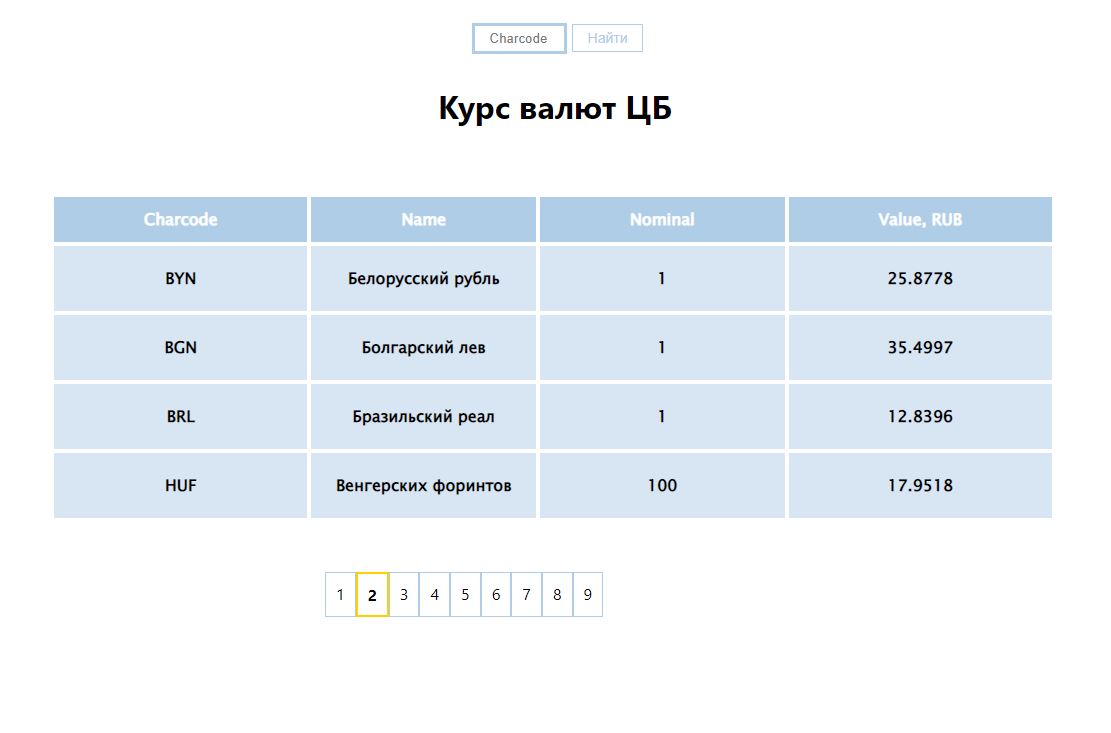 Charcode Найти
Курс валют ЦБ
Charcode Name Nominal Value, RUB
BYN Белорусский рубль 1 25.8778
BGN Болгарский лев 1 35.4997
BRL Бразильский реал 1 12.8396
HUF Венгерских форинтов 100 17.9518
1 2 3 4 5 6 7 8 9